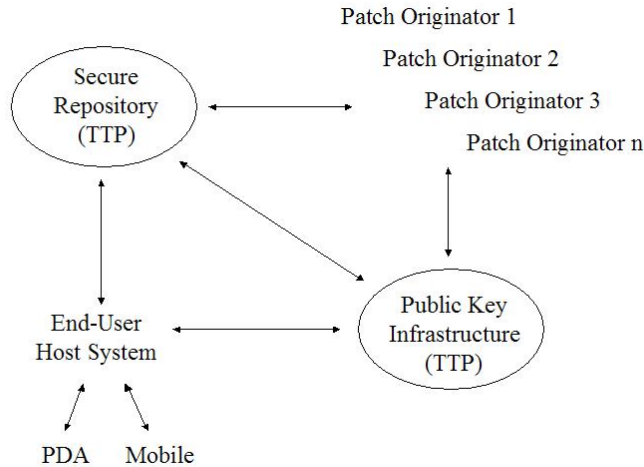 Patch Originator 1
Patch Originator 2
Patch Originator 3
Patch Originator n
Secure
Repository
(TTP)
End-User
Host System
Public Key
Infrastructure
(TTP)
PDA
Mobile